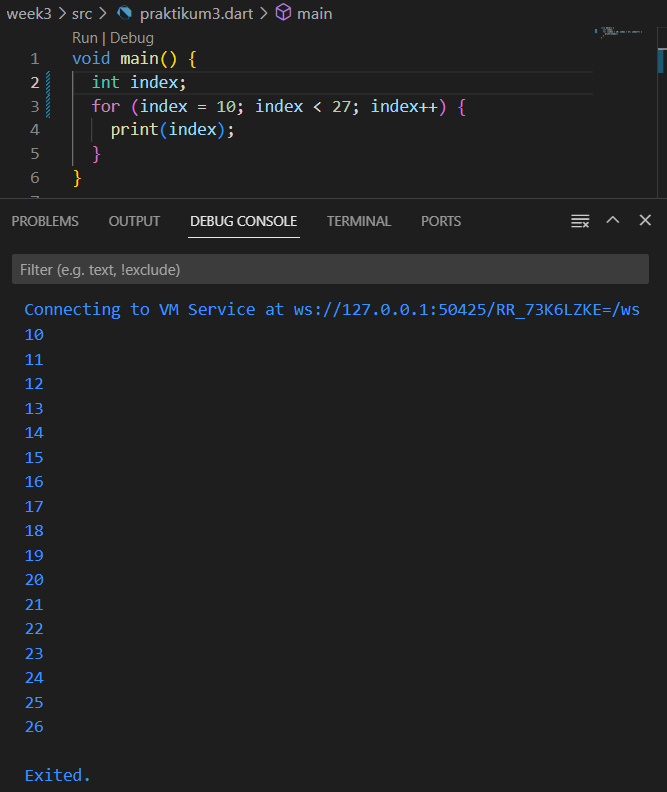 week3 > src > praktikum3.dart > main
Run | Debug
1 void main() {
2 int index;
3 for (index = 10; index < 27; index++) {
4 print(index);
5 }
6 }
7
PROBLEMS OUTPUT DEBUG CONSOLE TERMINAL PORTS
Filter (e.g. text, !exclude)
Connecting to VM Service at ws://127.0.0.1:50425/RR_73K6LZKE=/ws
10
11
12
13
14
15
16
17
18
19
20
21
22
23
24
25
26
Exited.